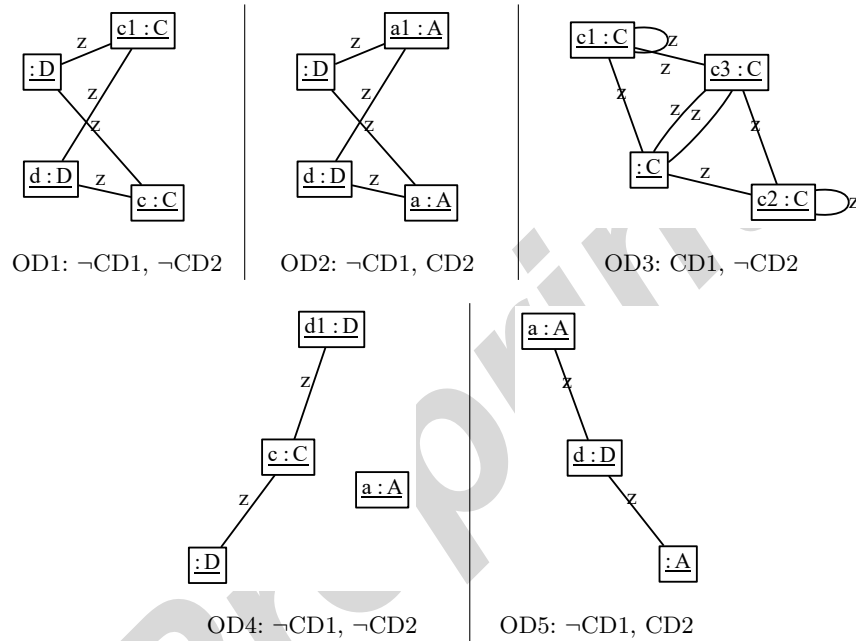 c1 : C
z
: D
z
z
d : D
z
c : C
OD1: ¬CD1, ¬CD2
a1 : A
z
: D
z
z
d : D
z
a : A
OD2: ¬CD1, CD2
c1 : C
z
z
c3 : C
z
z
z
z
: C
z
c2 : C
z
OD3: CD1, ¬CD2
d1 : D
z
c : C
a : A
z
: D
OD4: ¬CD1, ¬CD2
a : A
z
d : D
z
: A
OD5: ¬CD1, CD2
Preprint